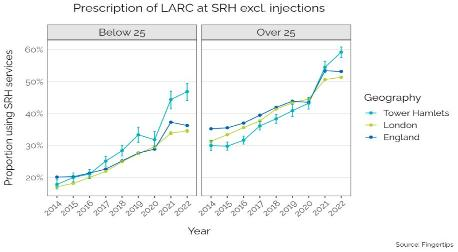 Prescription of LARC at SRH excl. injections
Below 25
Over 25
Proportion using SRH services
60%
50%
40%
30%
20%
2014 2015 2016 2017 2018 2019 2020 2021 2022
2014 2015 2016 2017 2018 2019 2020 2021 2022
Year
Geography
Tower Hamlets
London
England
Source: Fingertips